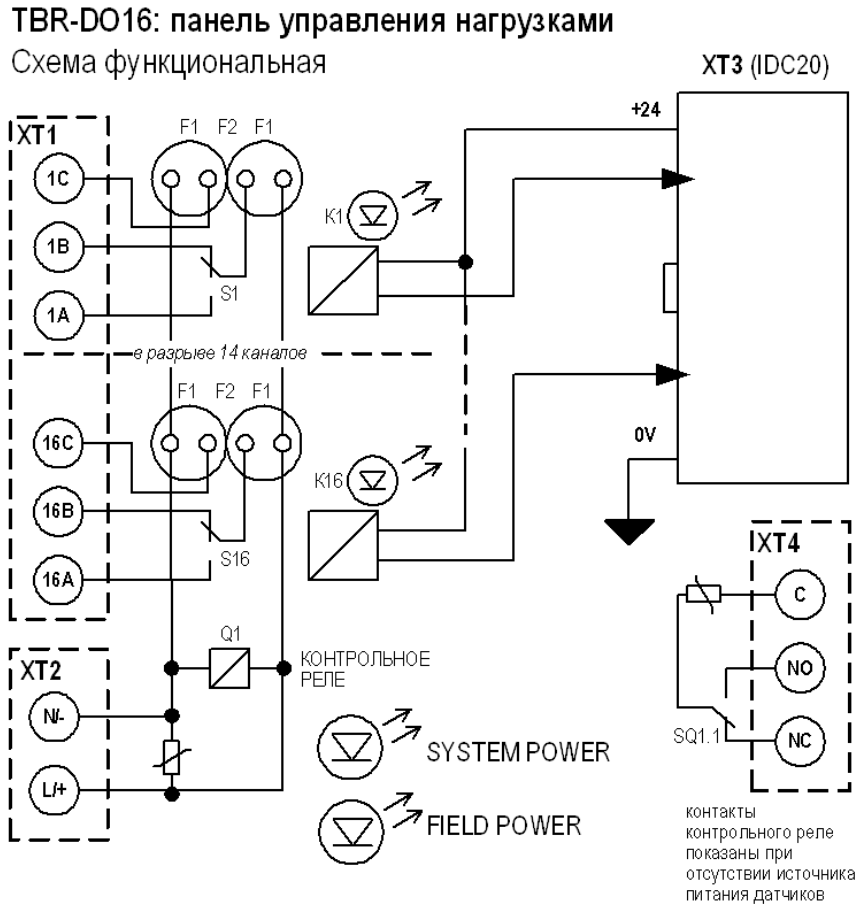 TBR-DO16: панель управления нагрузками
Схема функциональная
XT3 (IDC20)
+24
XT1
F1 F2 F1
1C
K1
1B
S1
1A
в разрыве 14 каналов
F1 F2 F1
16C
0V
K16
16B
S16
16A
XT4
C
Q1
КОНТРОЛЬНОЕ
РЕЛЕ
XT2
NO
N/-
SQ1.1
NC
SYSTEM POWER
L/+
FIELD POWER
контакты
контрольного реле
показаны при
отсутствии источника
питания датчиков